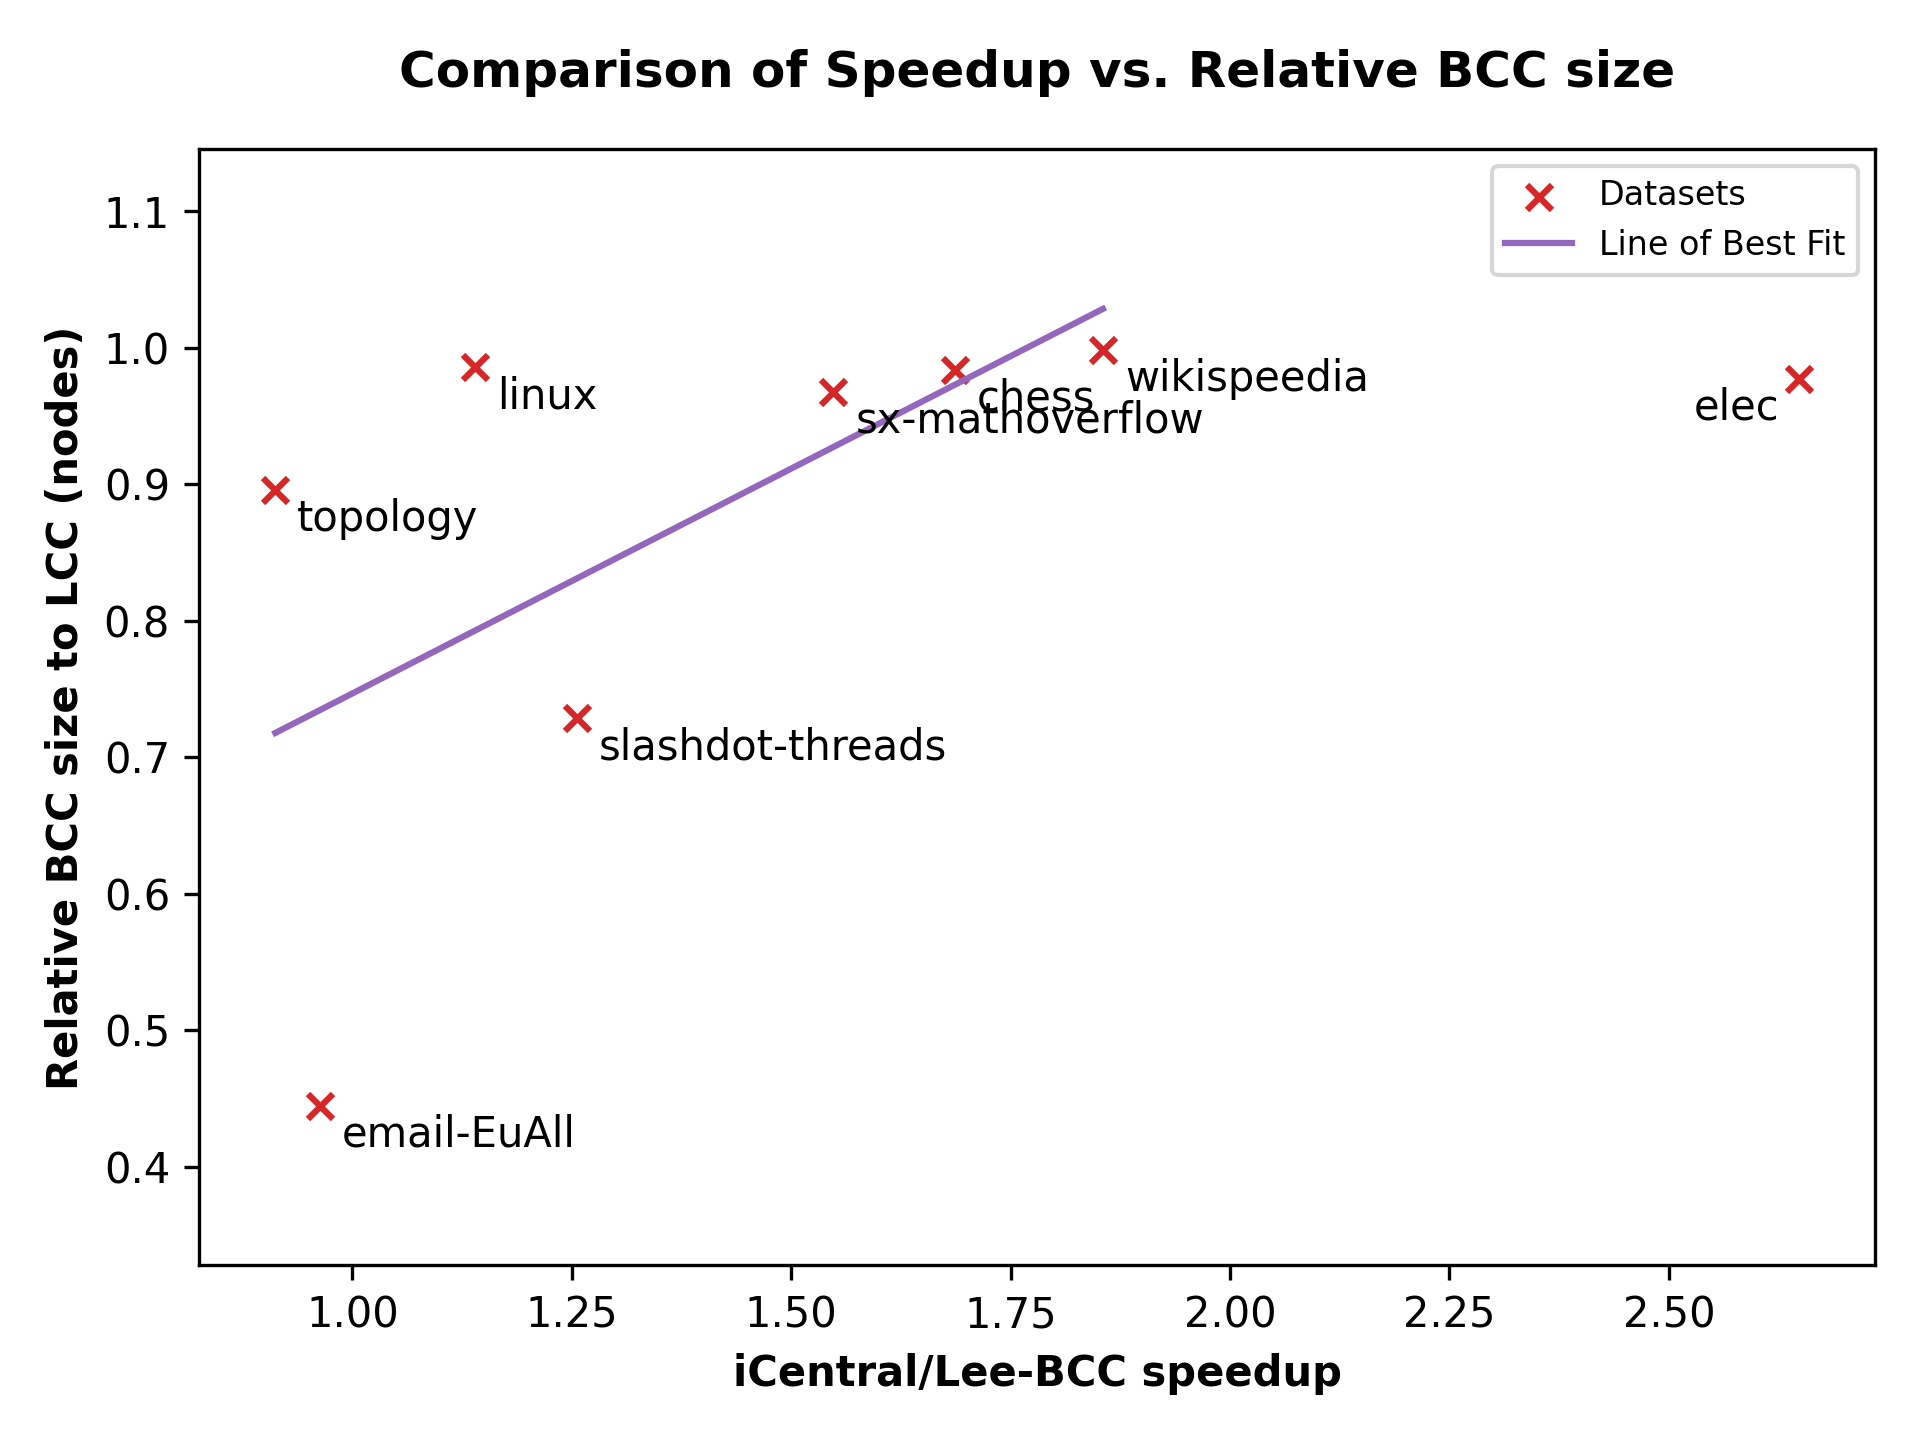 Comparison of Speedup vs. Relative BCC size
Datasets
Line of Best Fit
1.1
1.0
0.9
0.8
0.7
0.6
0.5
0.4
Relative BCC size to LCC (nodes)
linux
topology
chess
sx-mathoverflow
wikispeedia
elec
slashdot-threads
email-EuAll
1.00 1.25 1.50 1.75 2.00 2.25 2.50
iCentral/Lee-BCC speedup